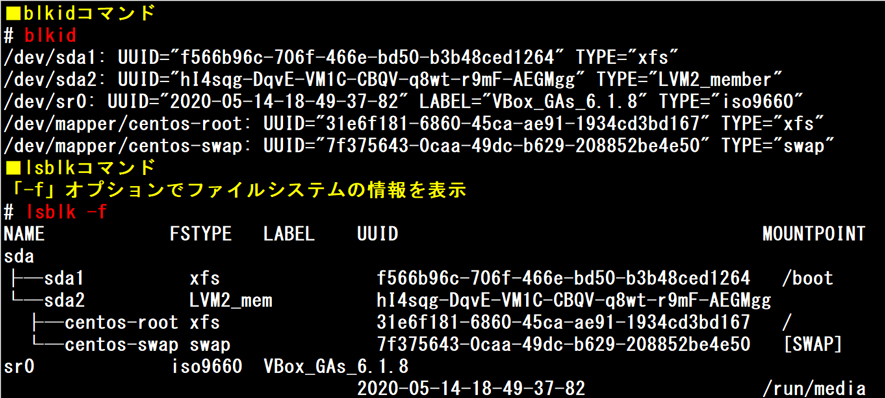 ■blkidコマンド
# blkid
/dev/sda1: UUID="f566b96c-706f-466e-bd50-b3b48ced1264" TYPE="xfs"
/dev/sda2: UUID="hI4sqg-DqvE-VM1C-CBQV-q8wt-r9mF-AEGMgg" TYPE="LVM2_member"
/dev/sr0: UUID="2020-05-14-18-49-37-82" LABEL="VBox_GAs_6.1.8" TYPE="iso9660"
/dev/mapper/centos-root: UUID="31e6f181-6860-45ca-ae91-1934cd3bd167" TYPE="xfs"
/dev/mapper/centos-swap: UUID="7f375643-0caa-49dc-b629-208852be4e50" TYPE="swap"
■lsblkコマンド
「-f」オプションでファイルシステムの情報を表示
# lsblk -f
NAME FSTYPE LABEL UUID MOUNTPOINT
sda
├─sda1 xfs f566b96c-706f-466e-bd50-b3b48ced1264 /boot
└─sda2 LVM2_mem hI4sqg-DqvE-VM1C-CBQV-q8wt-r9mF-AEGMgg
├─centos-root xfs 31e6f181-6860-45ca-ae91-1934cd3bd167 /
└─centos-swap swap 7f375643-0caa-49dc-b629-208852be4e50 [SWAP]
sr0 iso9660 VBox_GAs_6.1.8
2020-05-14-18-49-37-82 /run/media